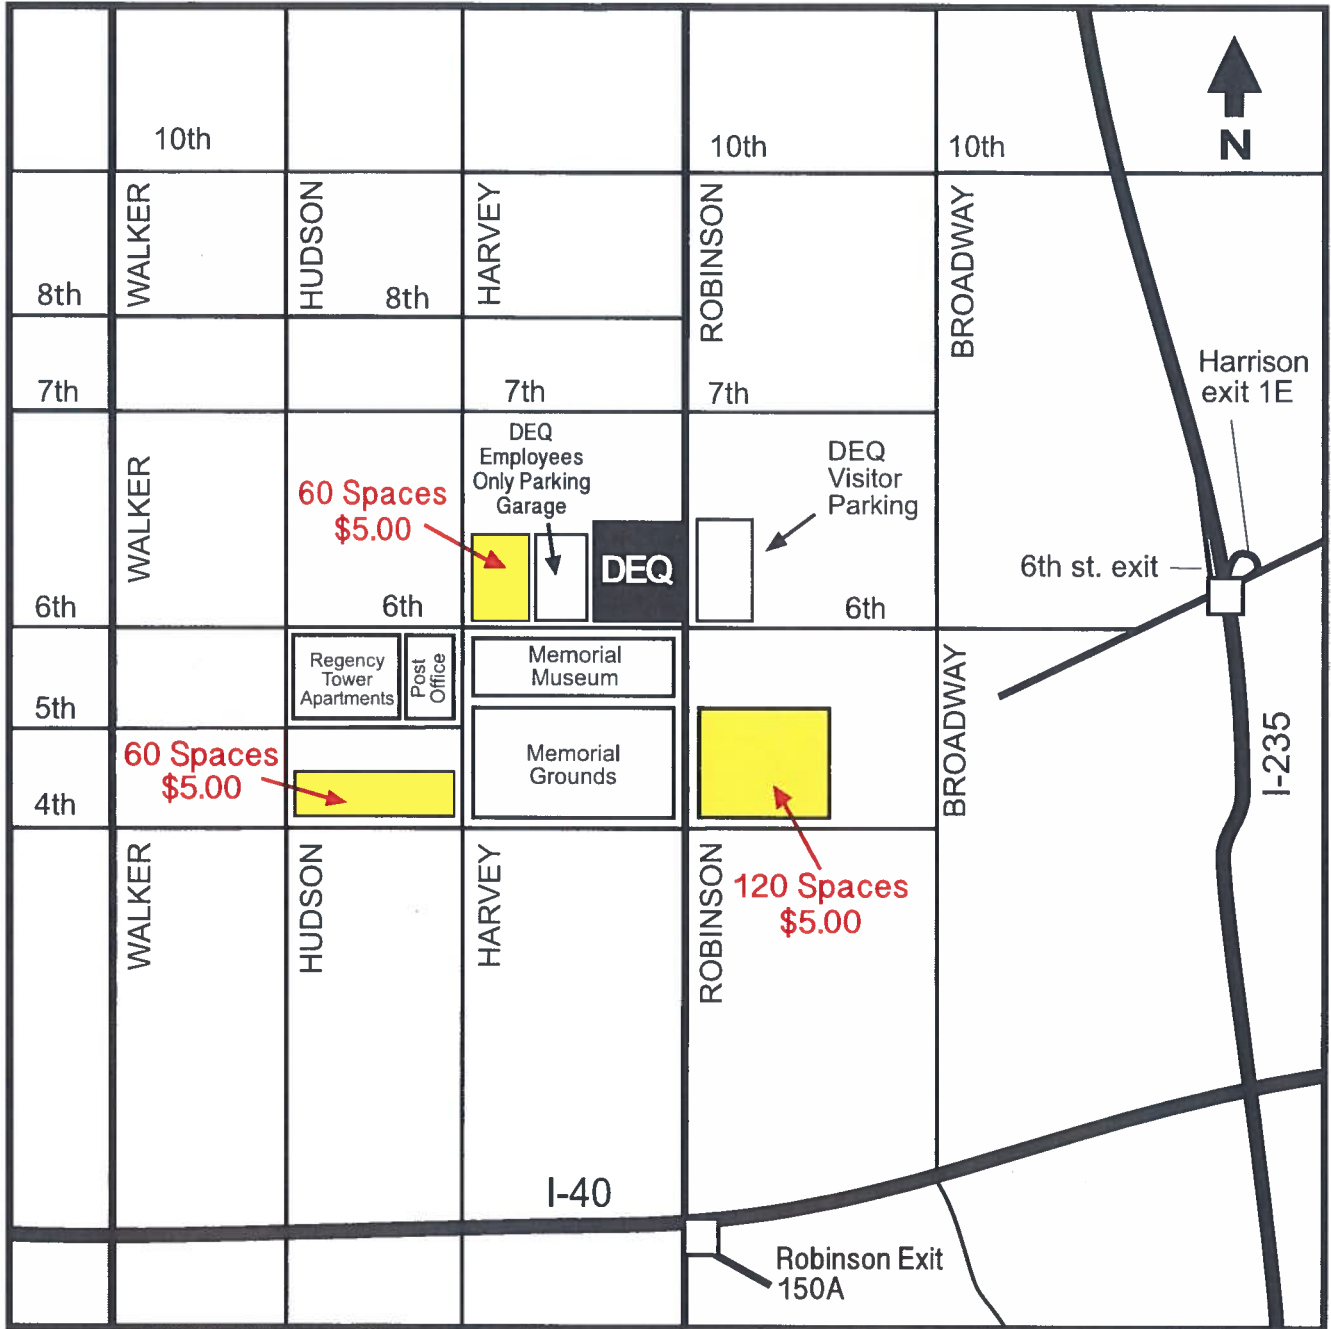 10th
10th
10th
N
WALKER
HUDSON
HARVEY
ROBINSON
BROADWAY
8th
8th
Harrison
exit 1E
7th
7th
7th
DEQ
Employees
Only Parking
Garage
DEQ
Visitor
Parking
WALKER
60 Spaces
$5.00
DEQ
6th st. exit
6th
6th
6th
Regency
Tower
Apartments
Post
Office
Memorial
Museum
BROADWAY
5th
I-235
60 Spaces
$5.00
Memorial
Grounds
4th
WALKER
HUDSON
HARVEY
ROBINSON
120 Spaces
$5.00
I-40
Robinson Exit
150A